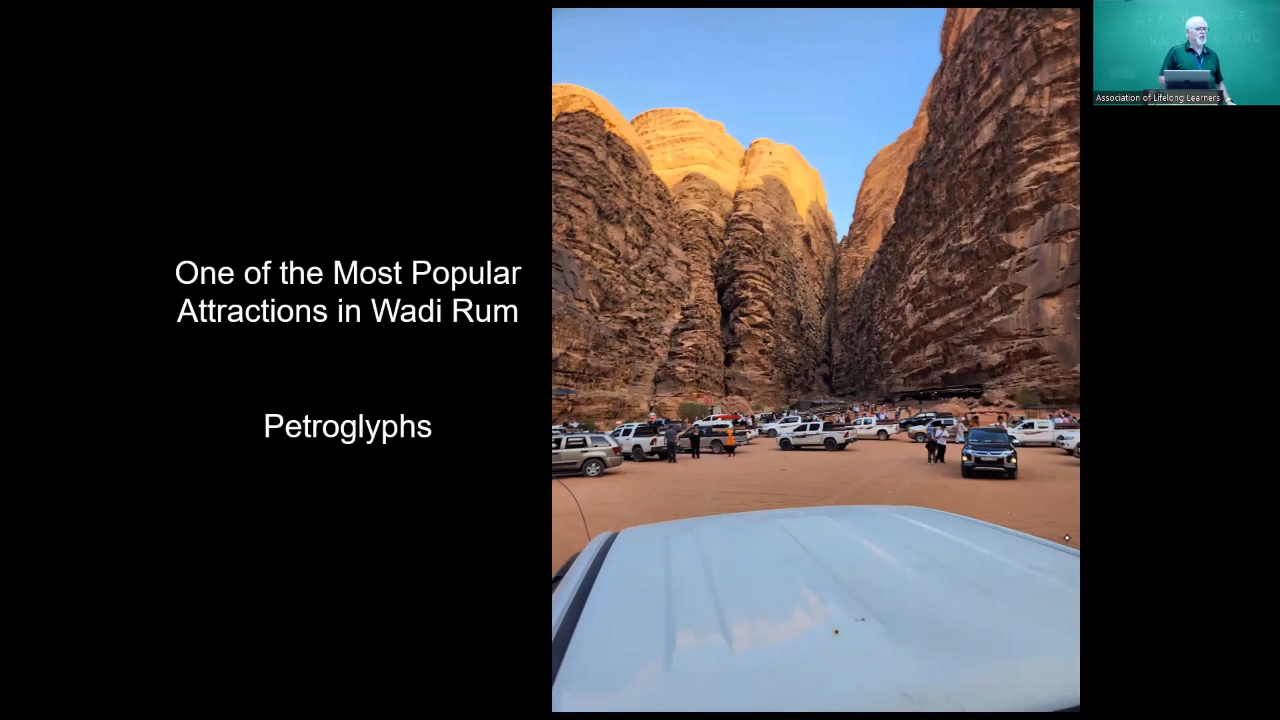 One of the Most Popular
Attractions in Wadi Rum
Petroglyphs
Association of Lifelong Learners